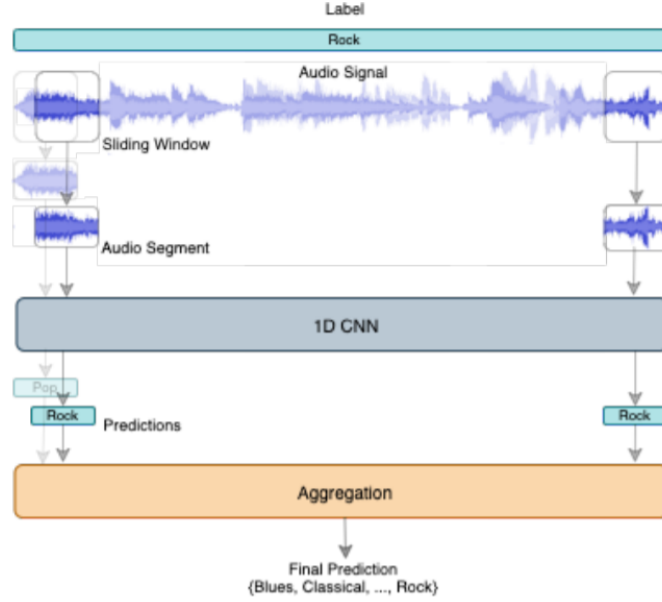 Label
Rock
Audio Signal
Sliding Window
Audio Segment
1D CNN
Pop
Rock
Predictions
Rock
Aggregation
Final Prediction
{Blues, Classical, ..., Rock}